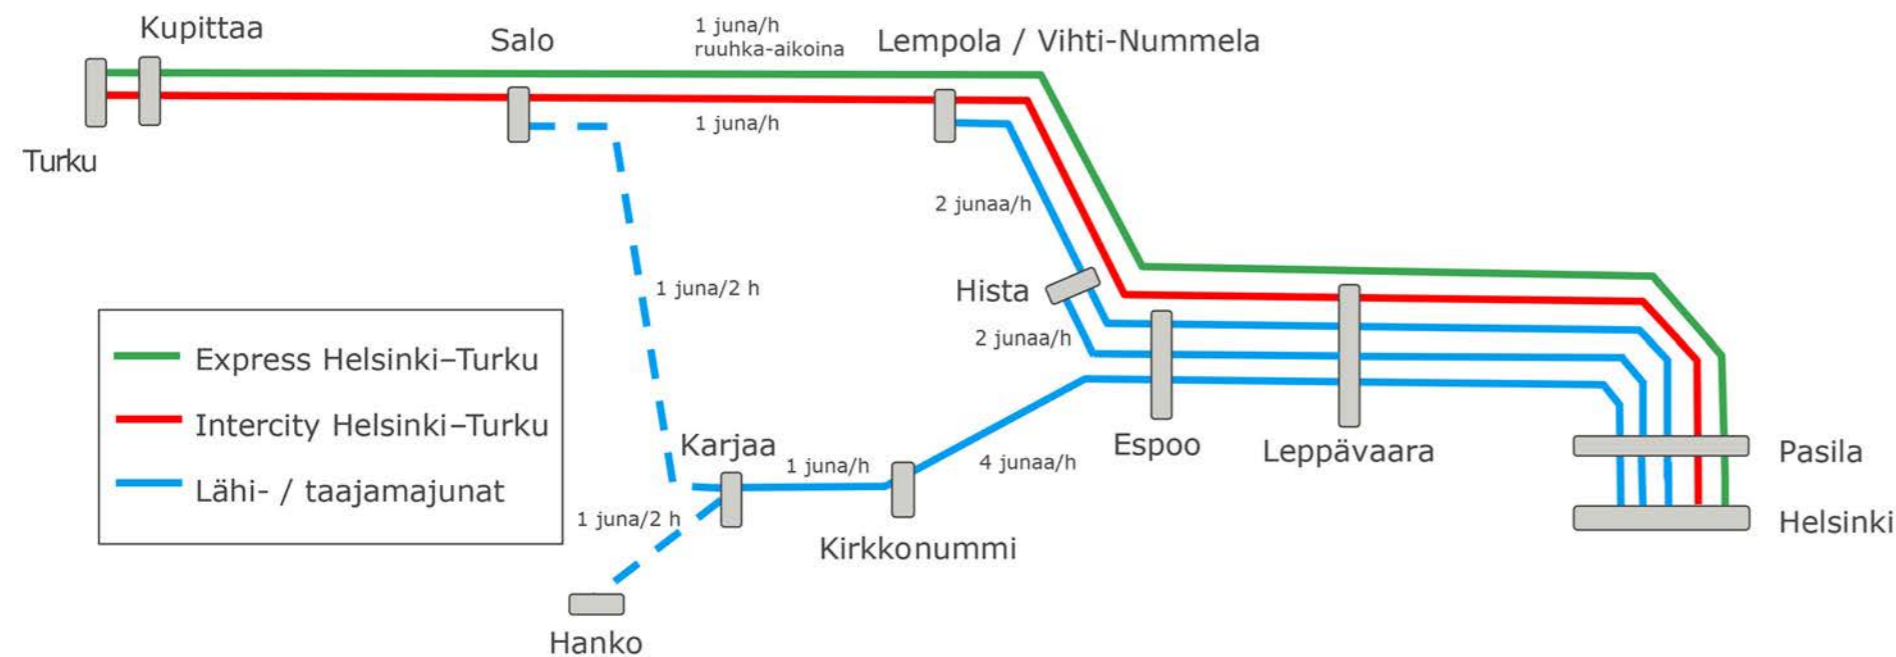 Kupittaa
Salo
1 juna/h
ruuhka-aikoina
Lempola / Vihti-Nummela
Turku
1 juna/h
2 junaa/h
1 juna/2 h
Hista
2 junaa/h
Express Helsinki–Turku
Intercity Helsinki–Turku
Lähi- / taajamajunat
Karjaa
1 juna/h
4 junaa/h
Espoo
Leppävaara
Pasila
1 juna/2 h
Kirkkonummi
Helsinki
Hanko